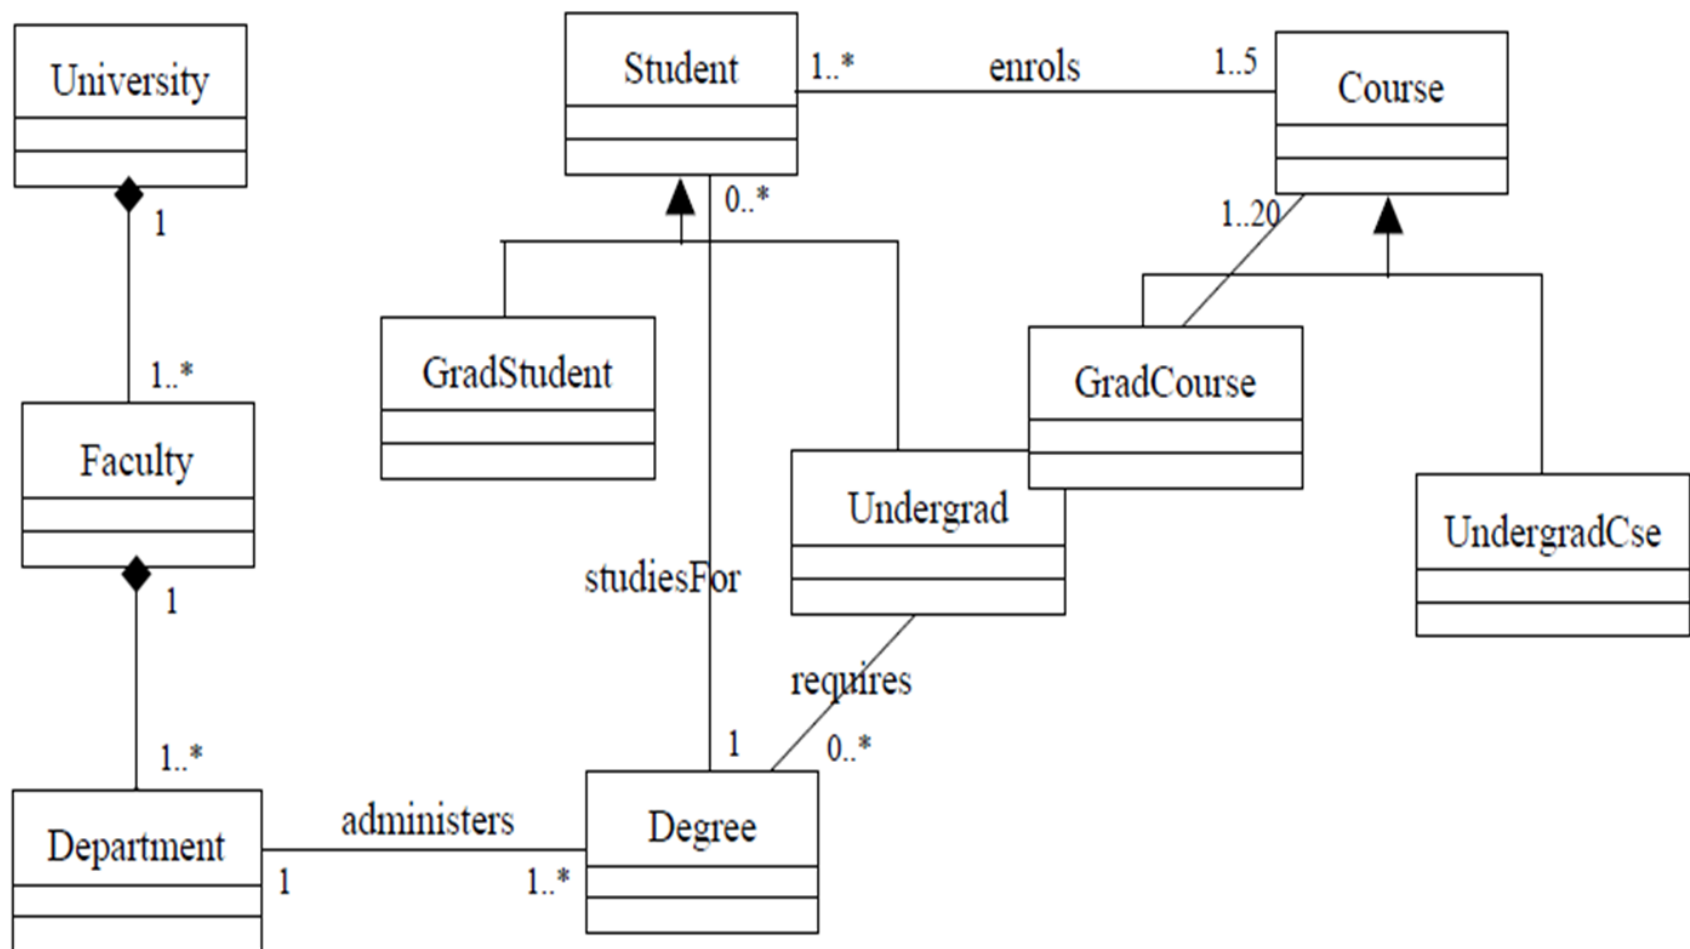 University
Student
1..*
enrols
1..5
Course
1
0..*
1..20
1..*
GradStudent
GradCourse
Faculty
Undergrad
UndergradCse
1
studiesFor
requires
1..*
1
0..*
administers
Degree
Department
1
1..*